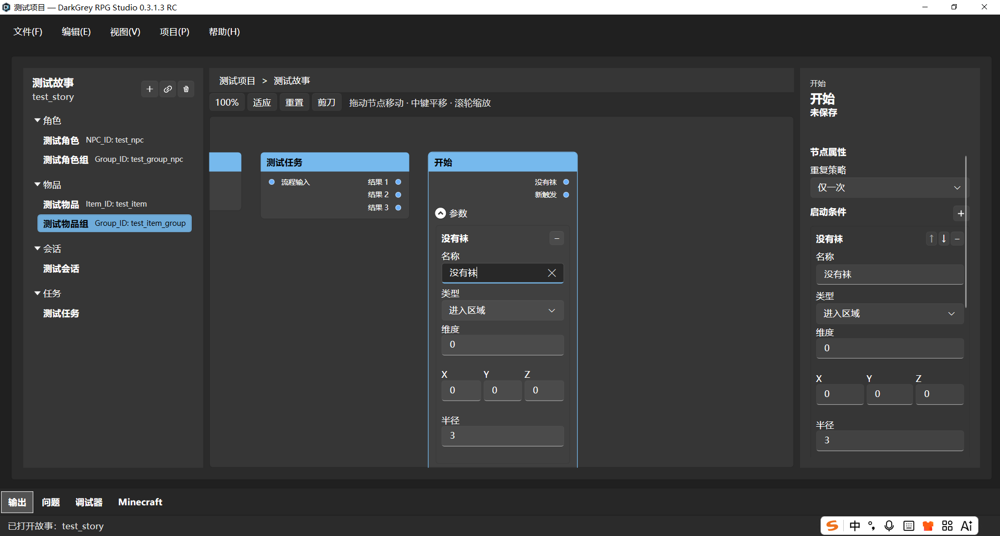 测试项目 — DarkGrey RPG Studio 0.3.1.3 RC
文件(F) 编辑(E) 视图(V) 项目(P) 帮助(H)
测试故事
test_story
角色
测试角色 NPC_ID: test_npc
测试角色组 Group_ID: test_group_npc
物品
测试物品 Item_ID: test_item
测试物品组 Group_ID: test_item_group
会话
测试会话
任务
测试任务
测试项目 > 测试故事
100% 适应 重置 剪刀 拖动节点移动 · 中键平移 · 滚轮缩放
测试任务
流程输入 结果 1
结果 2
结果 3
开始
没有袜
新触发
参数
没有袜
名称
没有袜
类型
进入区域
维度
0
X Y Z
0 0 0
半径
3
开始
开始
未保存
节点属性
重复策略
仅一次
启动条件
没有袜
名称
没有袜
类型
进入区域
维度
0
X Y Z
0 0 0
半径
3
输出 问题 调试器 Minecraft
已打开故事: test_story
中